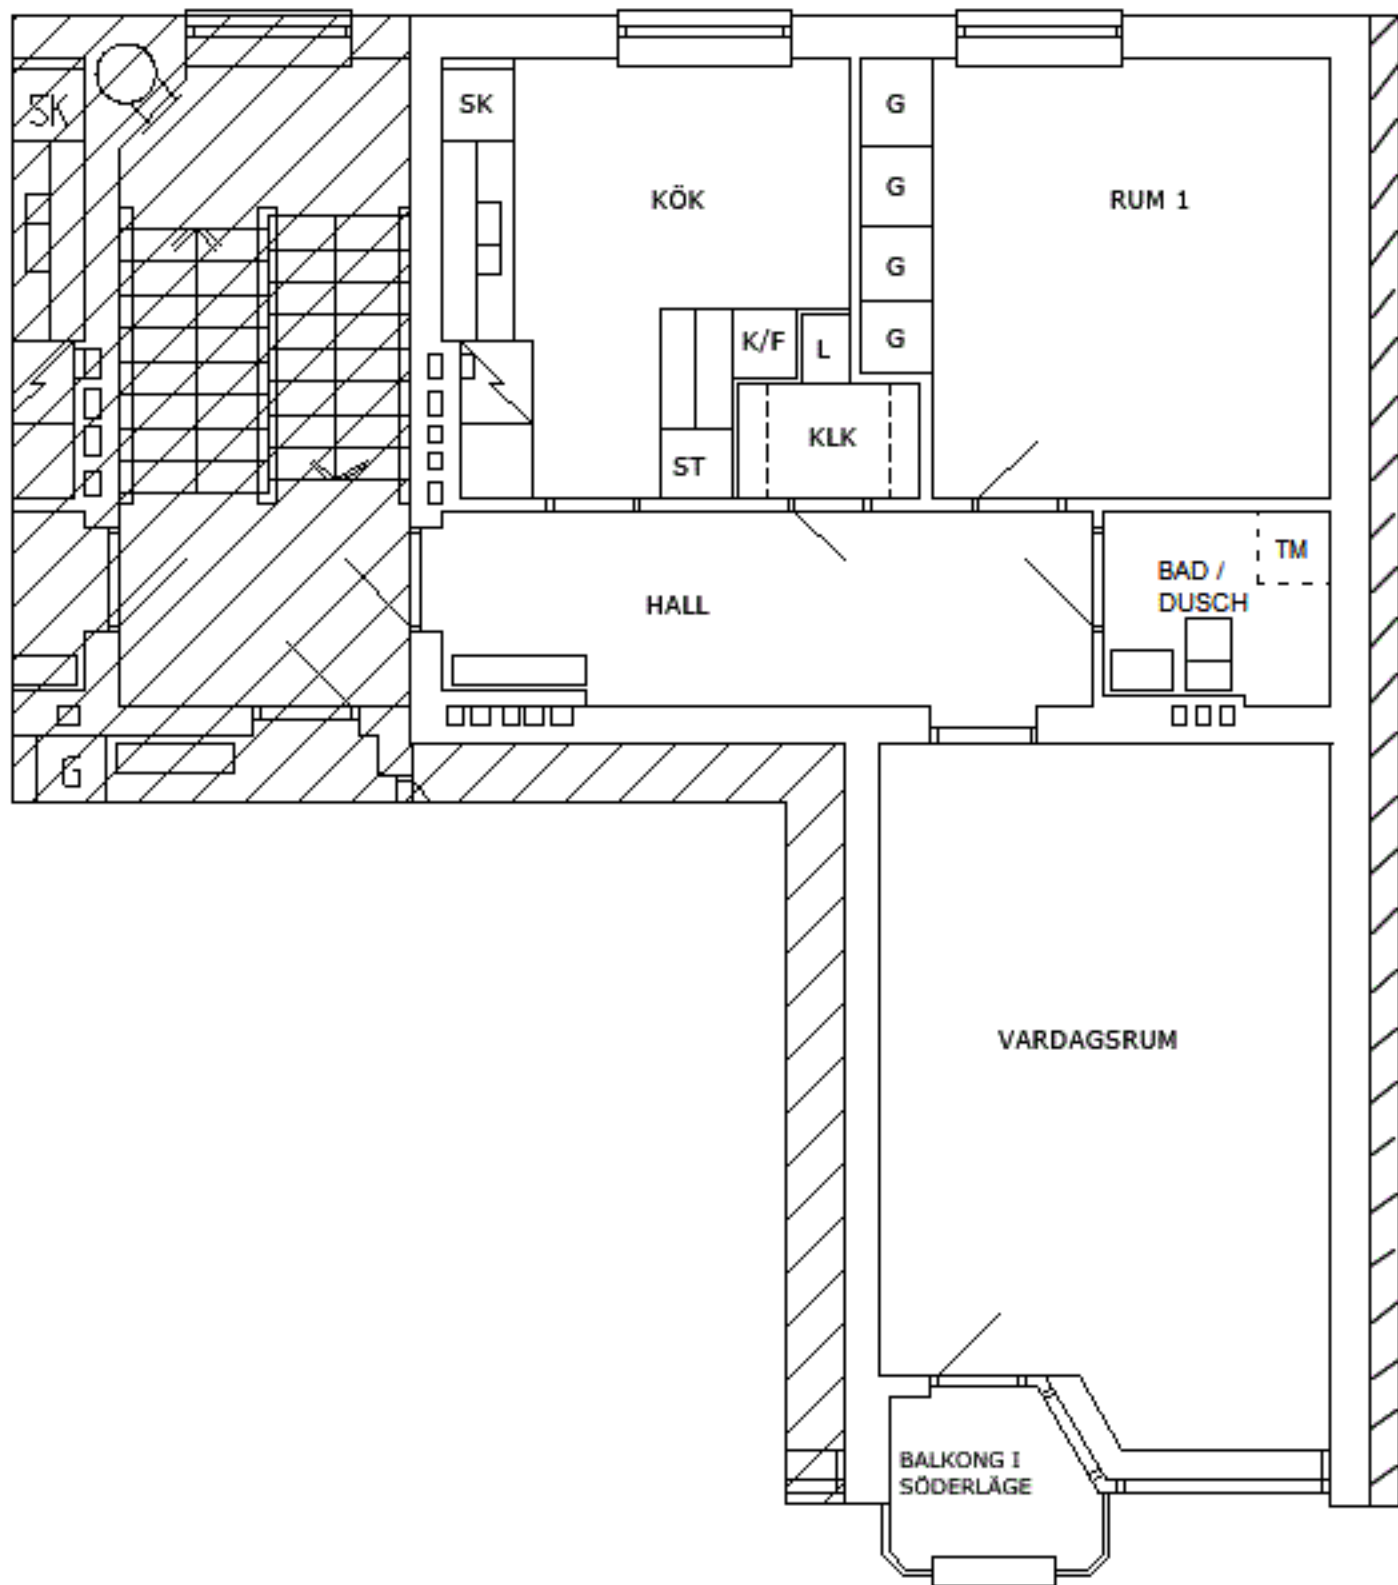 SK
SK
G
KÖK
G
RUM 1
G
K/F
L
G
KLK
ST
TM
BAD /
DUSCH
HALL
G
VARDAGSRUM
BALKONG I
SÖDERLÄGE